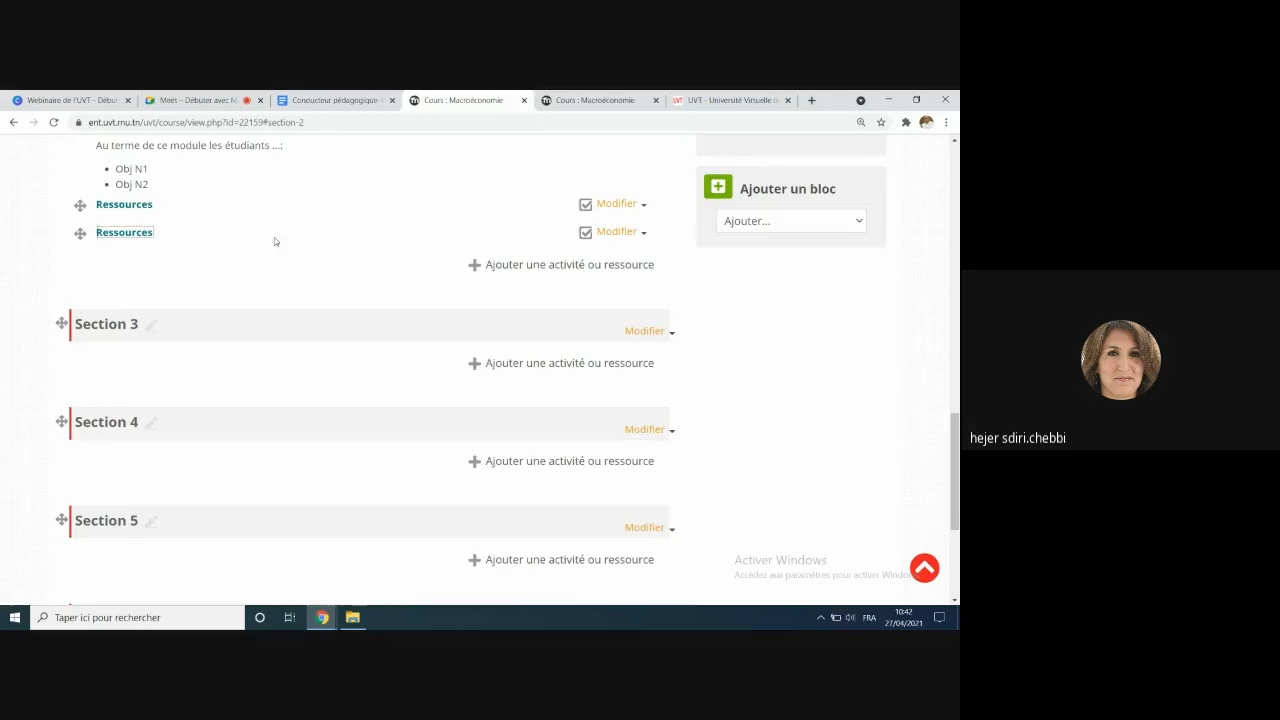 Webinaire de l'UVT - Débu
Meet – Débuter avec M
Conducteur pédagogique-
Cours : Macroéconomie
Cours : Macroéconomie
UVT - Université Virtuelle d
ent.uvt.rnu.tn/uvt/course/view.php?id=22159#section-2
Au terme de ce module les étudiants ...:
Obj N1
Obj N2
Ressources
Modifier
Ressources
Modifier
Ajouter une activité ou ressource
Ajouter un bloc
Ajouter...
Section 3
Modifier
Ajouter une activité ou ressource
Section 4
Modifier
Ajouter une activité ou ressource
Section 5
Modifier
Ajouter une activité ou ressource
Activer Windows
Accédez aux paramètres pour activer Windows
hejer sdiri.chebbi
Taper ici pour rechercher
FRA
10:42
27/04/2021